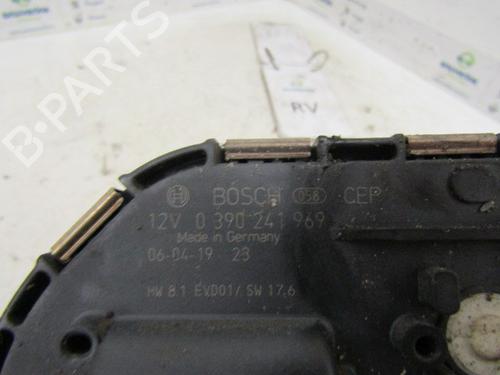 B-PARTS
RV
BOSCH 058 CEP
12V 0 390 241 969
Made in Germany
06-04-19 23
HW 8.1 EVD01/ SW 17.6